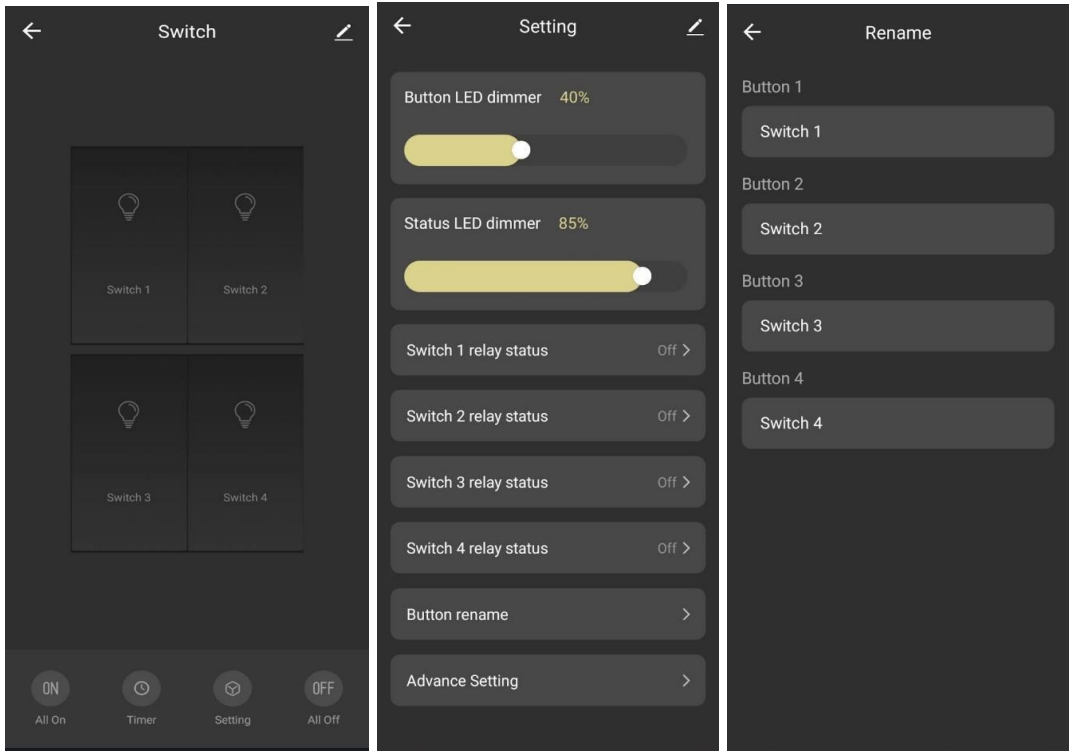 Switch
Switch 1
Switch 2
Switch 3
Switch 4
ON
OFF
All On
Timer
Setting
All Off
Setting
Button LED dimmer 40%
Status LED dimmer 85%
Switch 1 relay status Off
Switch 2 relay status Off
Switch 3 relay status Off
Switch 4 relay status Off
Button rename
Advance Setting
Rename
Button 1
Switch 1
Button 2
Switch 2
Button 3
Switch 3
Button 4
Switch 4